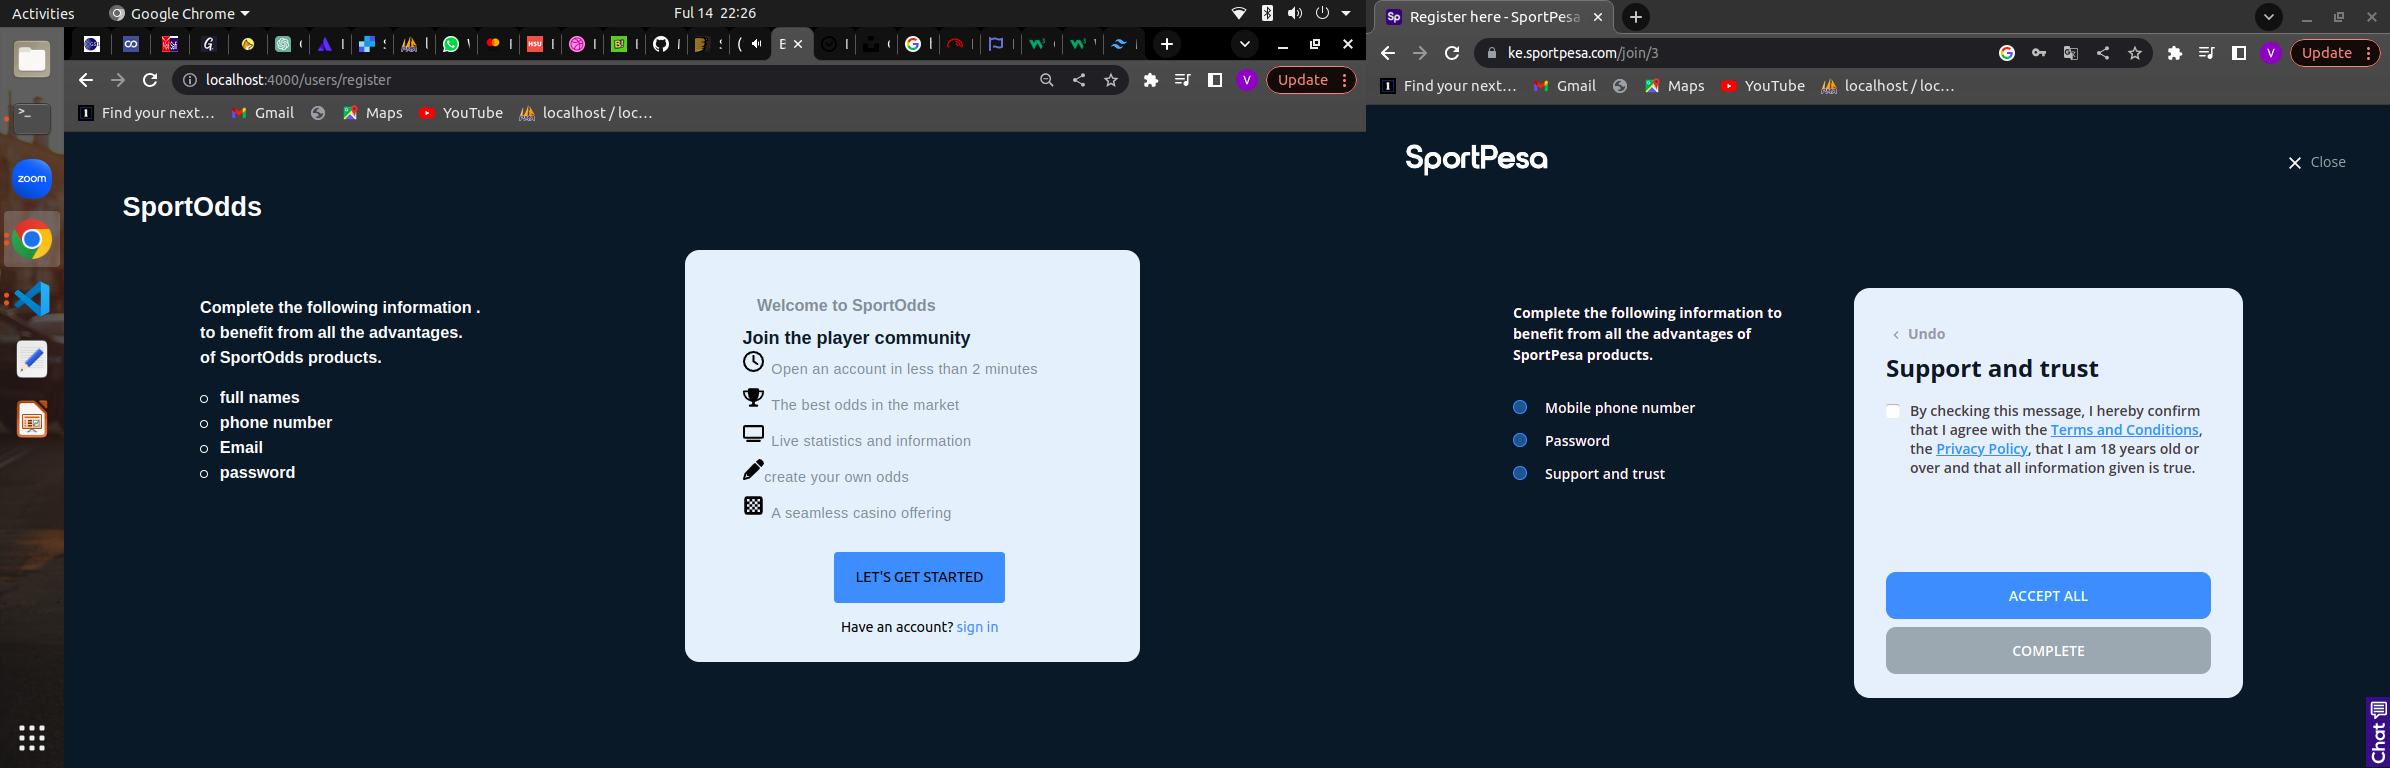 Activities
Google Chrome
Ful 14 22:26
localhost:4000/users/register
Update
Find your next…
Gmail
Maps
YouTube
localhost / loc…
zoom
SportOdds
Complete the following information .
to benefit from all the advantages.
of SportOdds products.
full names
phone number
Email
password
Welcome to SportOdds
Join the player community
Open an account in less than 2 minutes
The best odds in the market
Live statistics and information
create your own odds
A seamless casino offering
LET'S GET STARTED
Have an account? sign in
Register here - SportPesa
ke.sportpesa.com/join/3
Update
Find your next…
Gmail
Maps
YouTube
localhost / loc…
SportPesa
Close
Complete the following information to
benefit from all the advantages of
SportPesa products.
Mobile phone number
Password
Support and trust
Undo
Support and trust
By checking this message, I hereby confirm
that I agree with the Terms and Conditions,
the Privacy Policy, that I am 18 years old or
over and that all information given is true.
ACCEPT ALL
COMPLETE
Chat